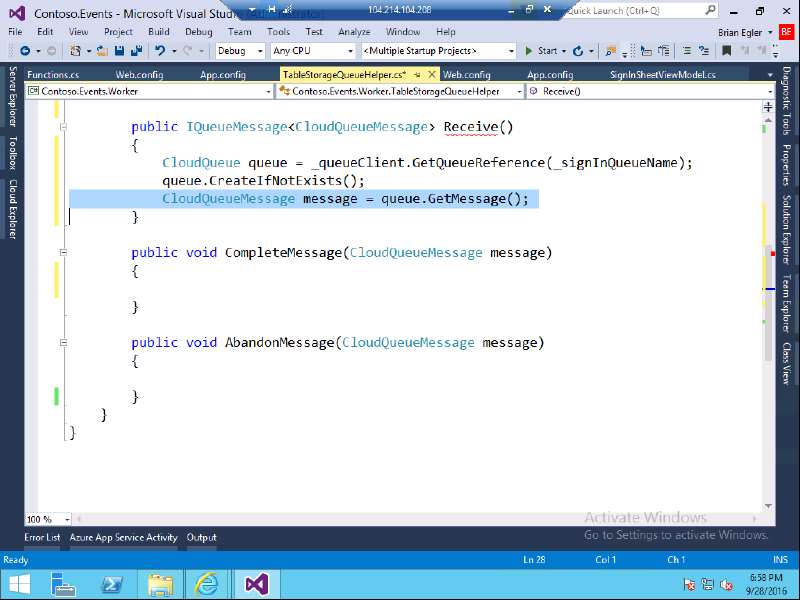 Contoso.Events - Microsoft Visual Stud
104.214.104.208
Quick Launch (Ctrl+Q)
File Edit View Project Build Debug Team Tools Test Analyze Window Help
Brian Egler BE
Debug Any CPU <Multiple Startup Projects> Start
Functions.cs Web.config App.config TableStorageQueueHelper.cs* Web.config App.config SignInSheetViewModel.cs
Contoso.Events.Worker Contoso.Events.Worker.TableStorageQueueHelper Receive()
Server Explorer
Toolbox
Cloud Explorer
public IQueueMessage<CloudQueueMessage> Receive()
{
CloudQueue queue = _queueClient.GetQueueReference(_signInQueueName);
queue.CreateIfNotExists();
CloudQueueMessage message = queue.GetMessage();
}
public void CompleteMessage(CloudQueueMessage message)
{
}
public void AbandonMessage(CloudQueueMessage message)
{
}
}
}
Diagnostic Tools
Properties
Solution Explorer
Team Explorer
Class View
100 %
Activate Windows
Go to Settings to activate Windows.
Error List Azure App Service Activity Output
Ready Ln 28 Col 1 Ch 1 INS
6:58 PM
9/28/2016